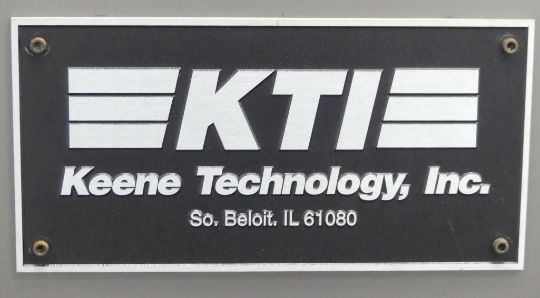 KTI
Keene Technology, Inc.
So. Beloit. IL 61080